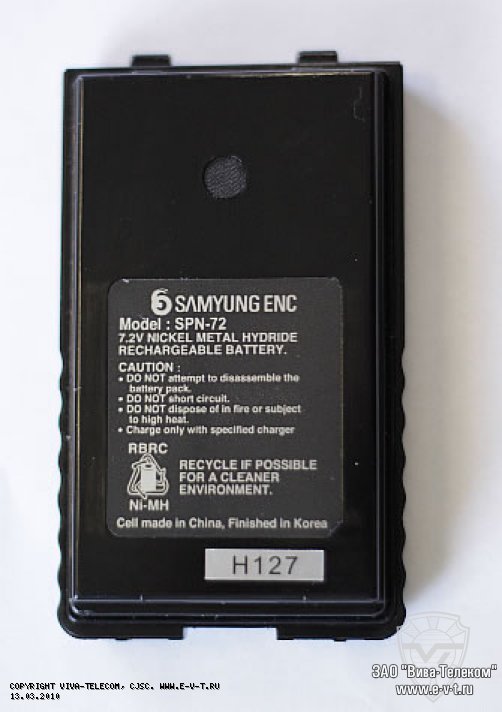 SAMYUNG ENC
Model : SPN-72
7.2V NICKEL METAL HYDRIDE
RECHARGEABLE BATTERY.
CAUTION :
• DO NOT attempt to disassemble the
battery pack.
• DO NOT short circuit.
• DO NOT dispose of in fire or subject
to high heat.
• Charge only with specified charger
RBRC
Ni-MH
RECYCLE IF POSSIBLE
FOR A CLEANER
ENVIRONMENT.
Cell made in China, Finished in Korea
H127
ЗАО "Вива-Телеком"
www.e-v-t.ru
COPYRIGHT VIVA-TELECOM, CJSC. WWW.E-V-T.RU
13.03.2010